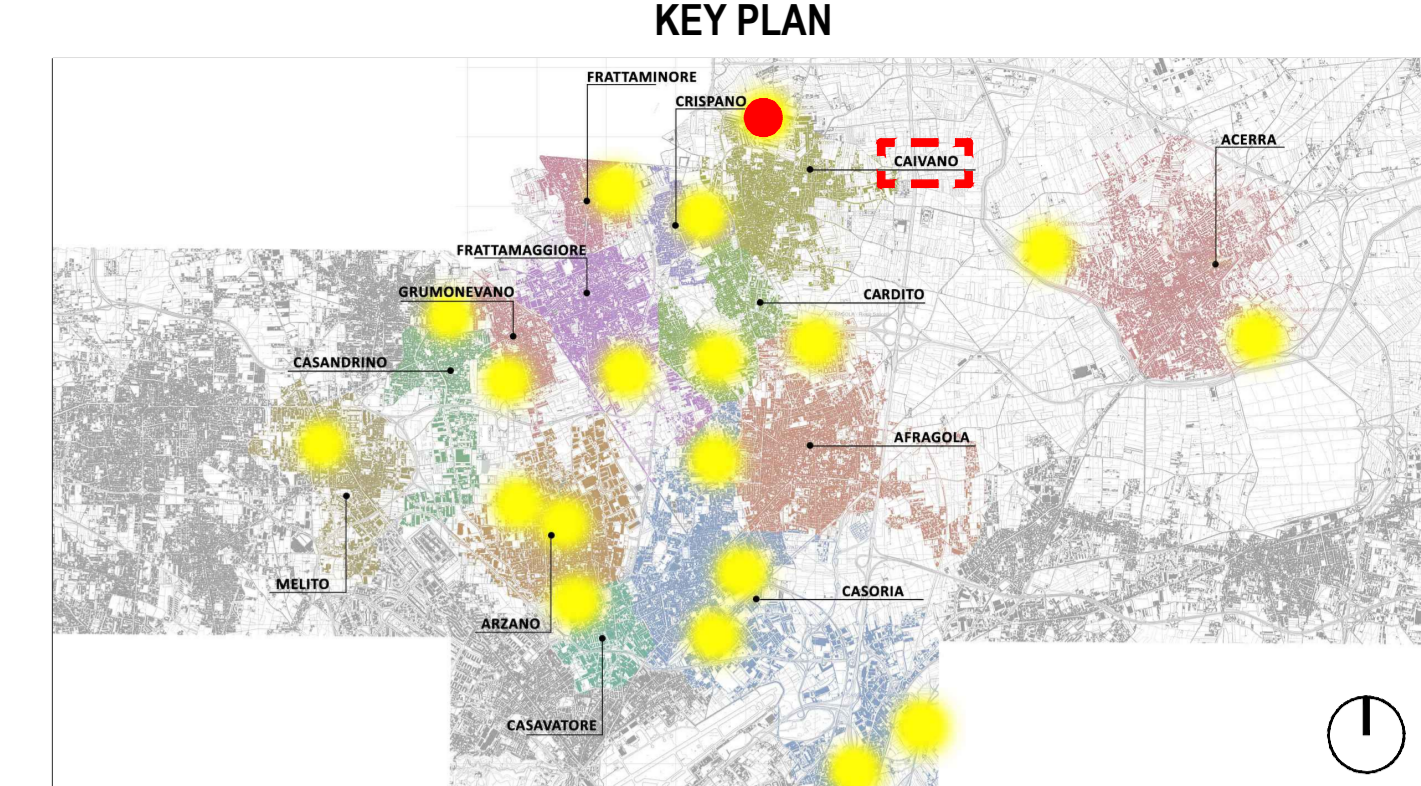 KEY PLAN
FRATTAMINORE
CRISPANO
ACERRA
CAIVANO
FRATTAMAGGIORE
GRUMONEVANO
CARDITO
CASANDRINO
AFRAGOLA
MELITO
CASORIA
ARZANO
CASAVATORE